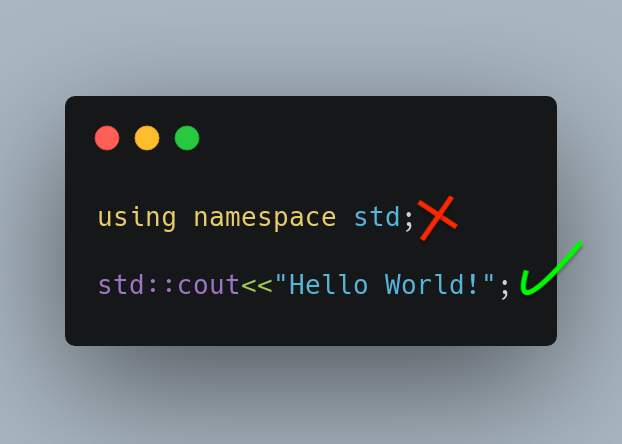 using namespace std;
std::cout<<"Hello World!";